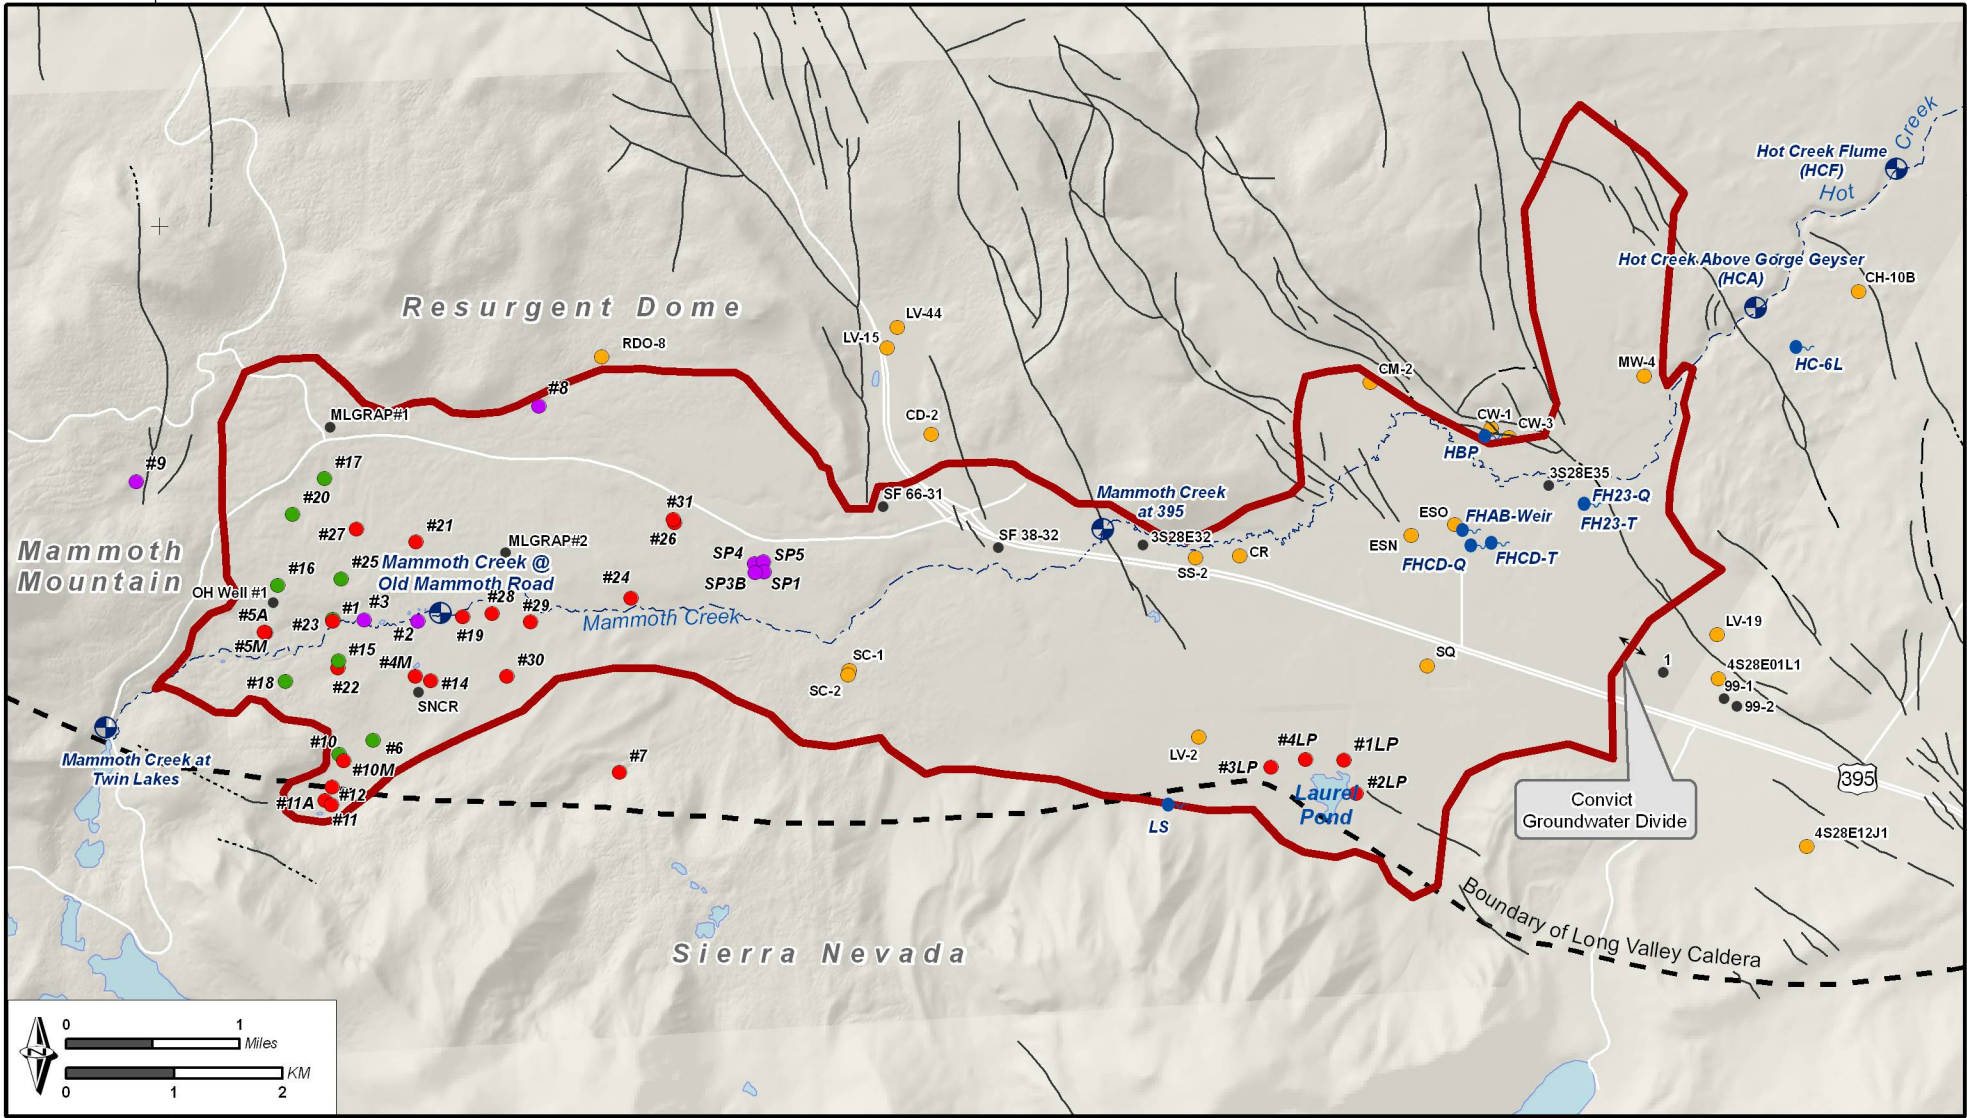 Hot Creek Flume
(HCF)
Creek
Hot
Hot Creek Above Gorge Geyser
(HCA)
CH-10B
HC-6L
Resurgent Dome
LV-44
LV-15
RDO-8
#8
CM-2
MW-4
MLGRAP#1
CD-2
CW-1
CW-3
HBP
#9
#17
#20
3S28E35
SF 66-31
Mammoth Creek
at 395
FH23-Q
FH23-T
#31
#26
#27
#21
ESO
FHAB-Weir
ESN
FHCD-Q
FHCD-T
Mammoth
Mountain
MLGRAP#2
SF 38-32
3S28E32
CR
SS-2
SP4
SP5
SP3B
SP1
#16
#25
Mammoth Creek @
Old Mammoth Road
#24
OH Well #1
#5A
#5M
#23
#1
#3
#2
#19
#28
#29
Mammoth Creek
LV-19
#15
#22
#4M
#14
SNCR
#30
#18
SC-1
SC-2
SQ
1
4S28E01L1
99-1
99-2
#10
#6
#10M
#7
LV-2
#4LP
#1LP
#3LP
#2LP
Laurel
Pond
Mammoth Creek at
Twin Lakes
#12
#11A
#11
LS
395
Convict
Groundwater Divide
4S28E12J1
Boundary of Long Valley Caldera
Sierra Nevada
N
0 1
Miles
KM
0 1 2